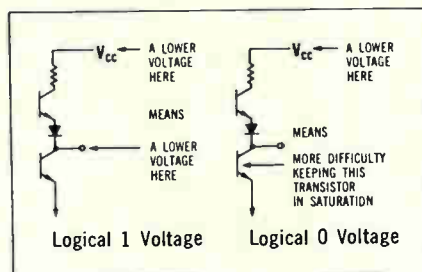 VCC
A LOWER
VOLTAGE
HERE
MEANS
A LOWER
VOLTAGE
HERE
Logical 1 Voltage
VCC
A LOWER
VOLTAGE
HERE
MEANS
MORE DIFFICULTY
KEEPING THIS
TRANSISTOR
IN SATURATION
Logical 0 Voltage